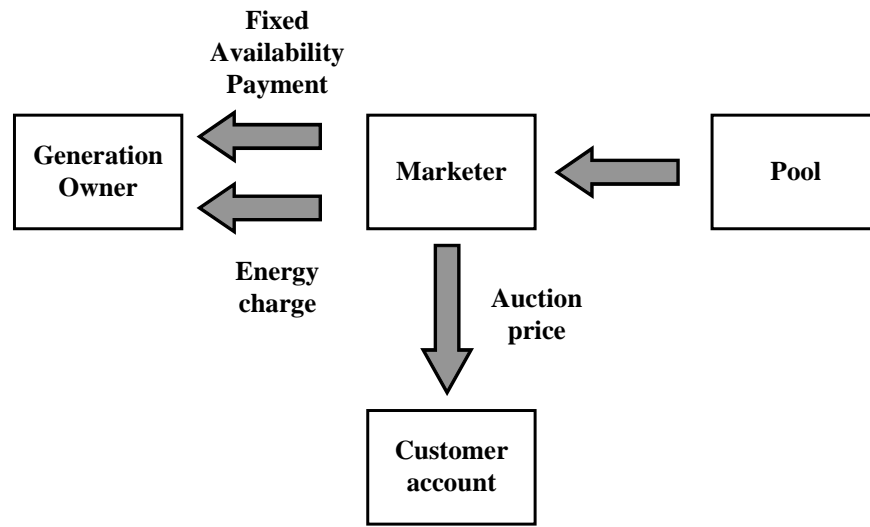 Fixed
Availability
Payment
Generation
Owner
Marketer
Pool
Energy
charge
Auction
price
Customer
account